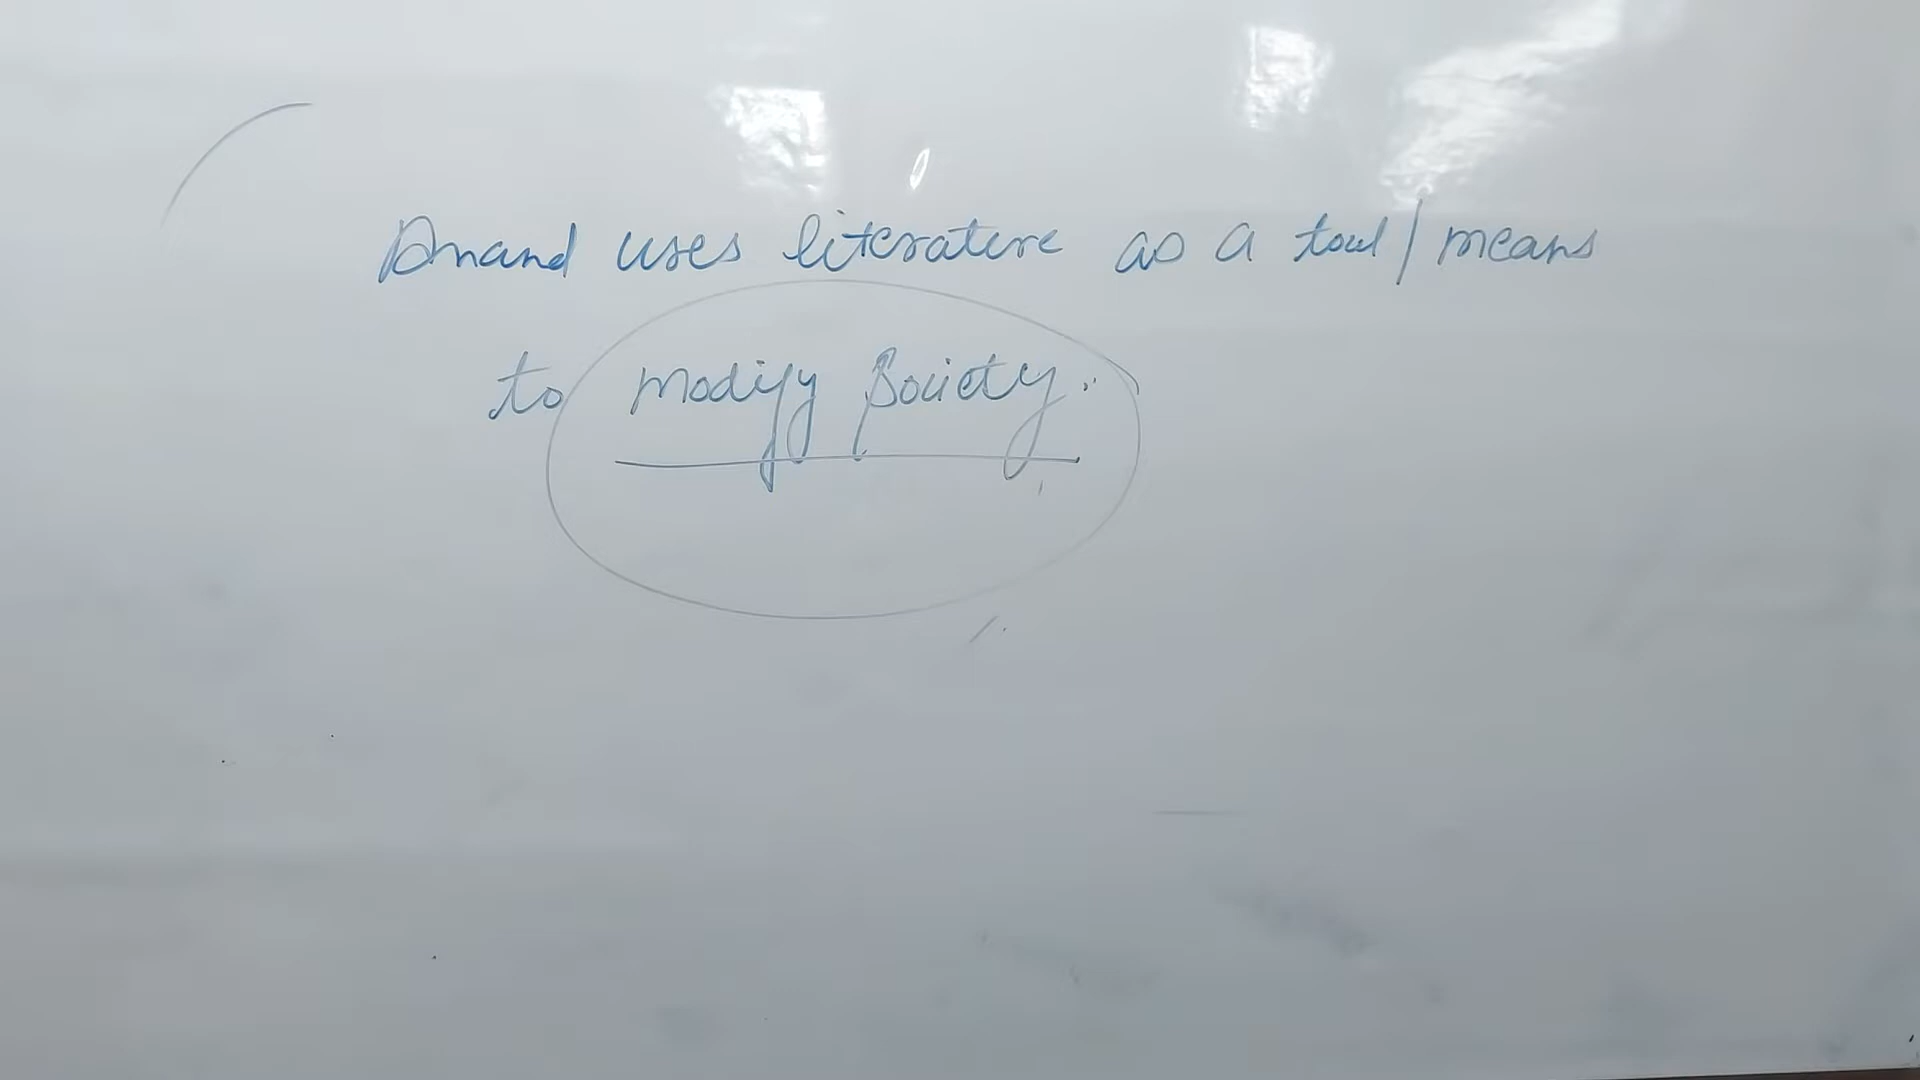 Anand uses literature as a tool/means
to modify society.